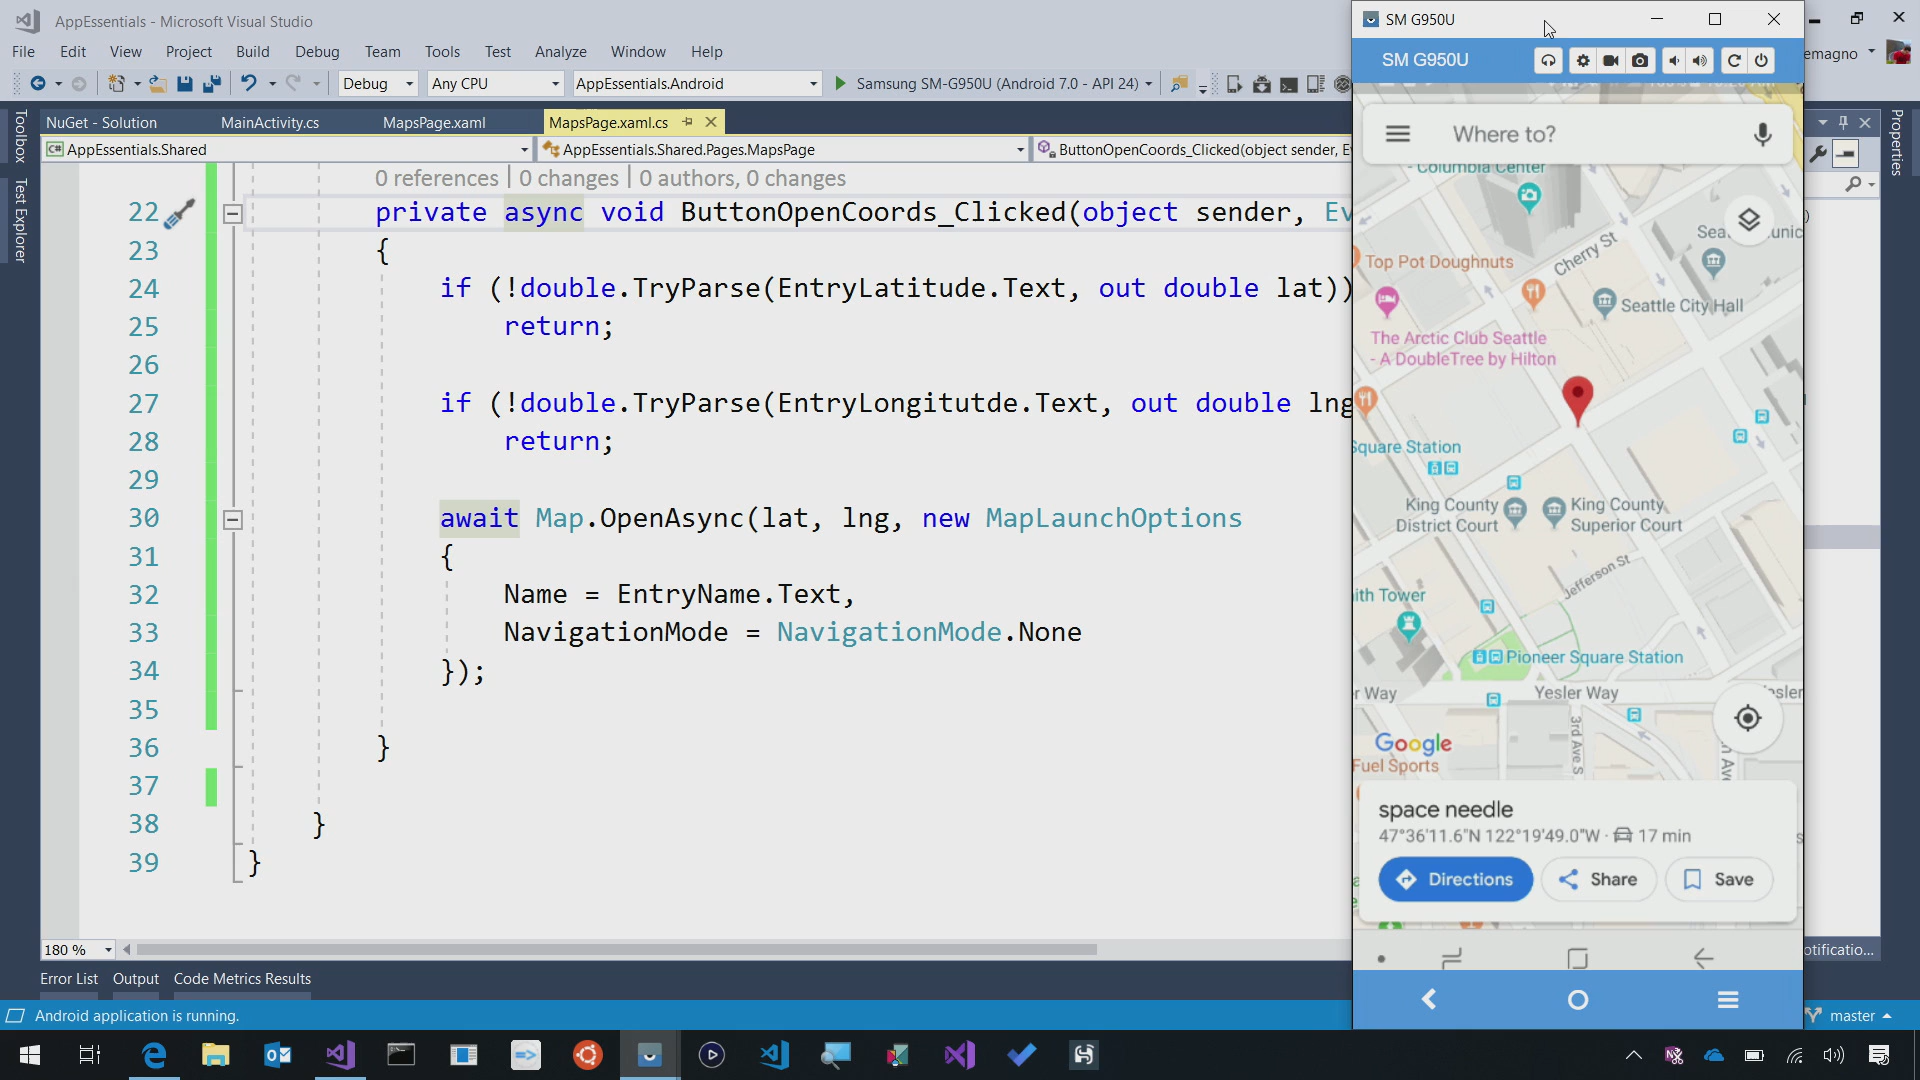 AppEssentials - Microsoft Visual Studio
File Edit View Project Build Debug Team Tools Test Analyze Window Help
emagno
Debug Any CPU AppEssentials.Android Samsung SM-G950U (Android 7.0 - API 24)
NuGet - Solution MainActivity.cs MapsPage.xaml MapsPage.xaml.cs
AppEssentials.Shared AppEssentials.Shared.Pages.MapsPage ButtonOpenCoords_Clicked(object sender, E
Toolbox
Test Explorer
Properties
0 references | 0 changes | 0 authors, 0 changes
22 private async void ButtonOpenCoords_Clicked(object sender, Ev
23 {
24 if (!double.TryParse(EntryLatitude.Text, out double lat))
25 return;
26
27 if (!double.TryParse(EntryLongitutde.Text, out double lng
28 return;
29
30 await Map.OpenAsync(lat, lng, new MapLaunchOptions
31 {
32 Name = EntryName.Text,
33 NavigationMode = NavigationMode.None
34 });
35
36 }
37
38 }
39 }
180 %
Error List Output Code Metrics Results
Android application is running.
master
otificatio...
SM G950U
SM G950U
Where to?
Columbia Center
Top Pot Doughnuts
Cherry St
Seattle City Hall
The Arctic Club Seattle
- A DoubleTree by Hilton
Square Station
King County
District Court
King County
Superior Court
Jefferson St
ith Tower
Pioneer Square Station
r Way
Yesler Way
3rd Ave S
Google
Fuel Sports
space needle
47°36'11.6"N 122°19'49.0"W · 17 min
Directions Share Save